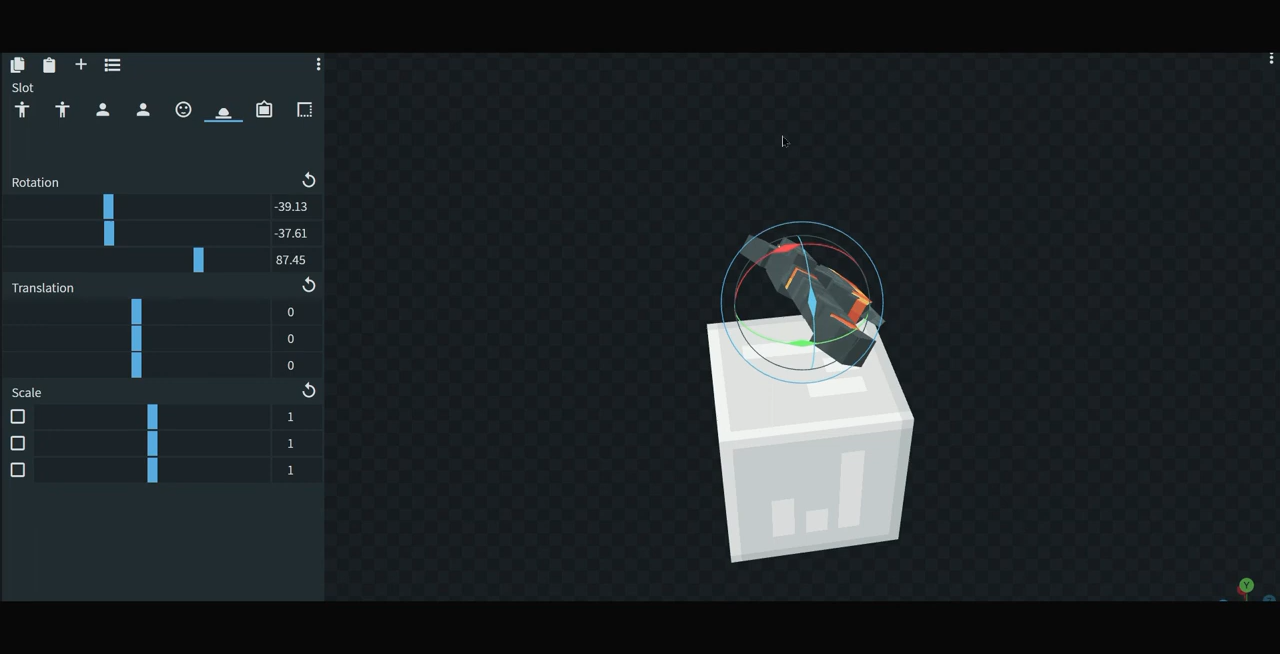 Slot
Rotation
-39.13
-37.61
87.45
Translation
0
0
0
Scale
1
1
1
Y